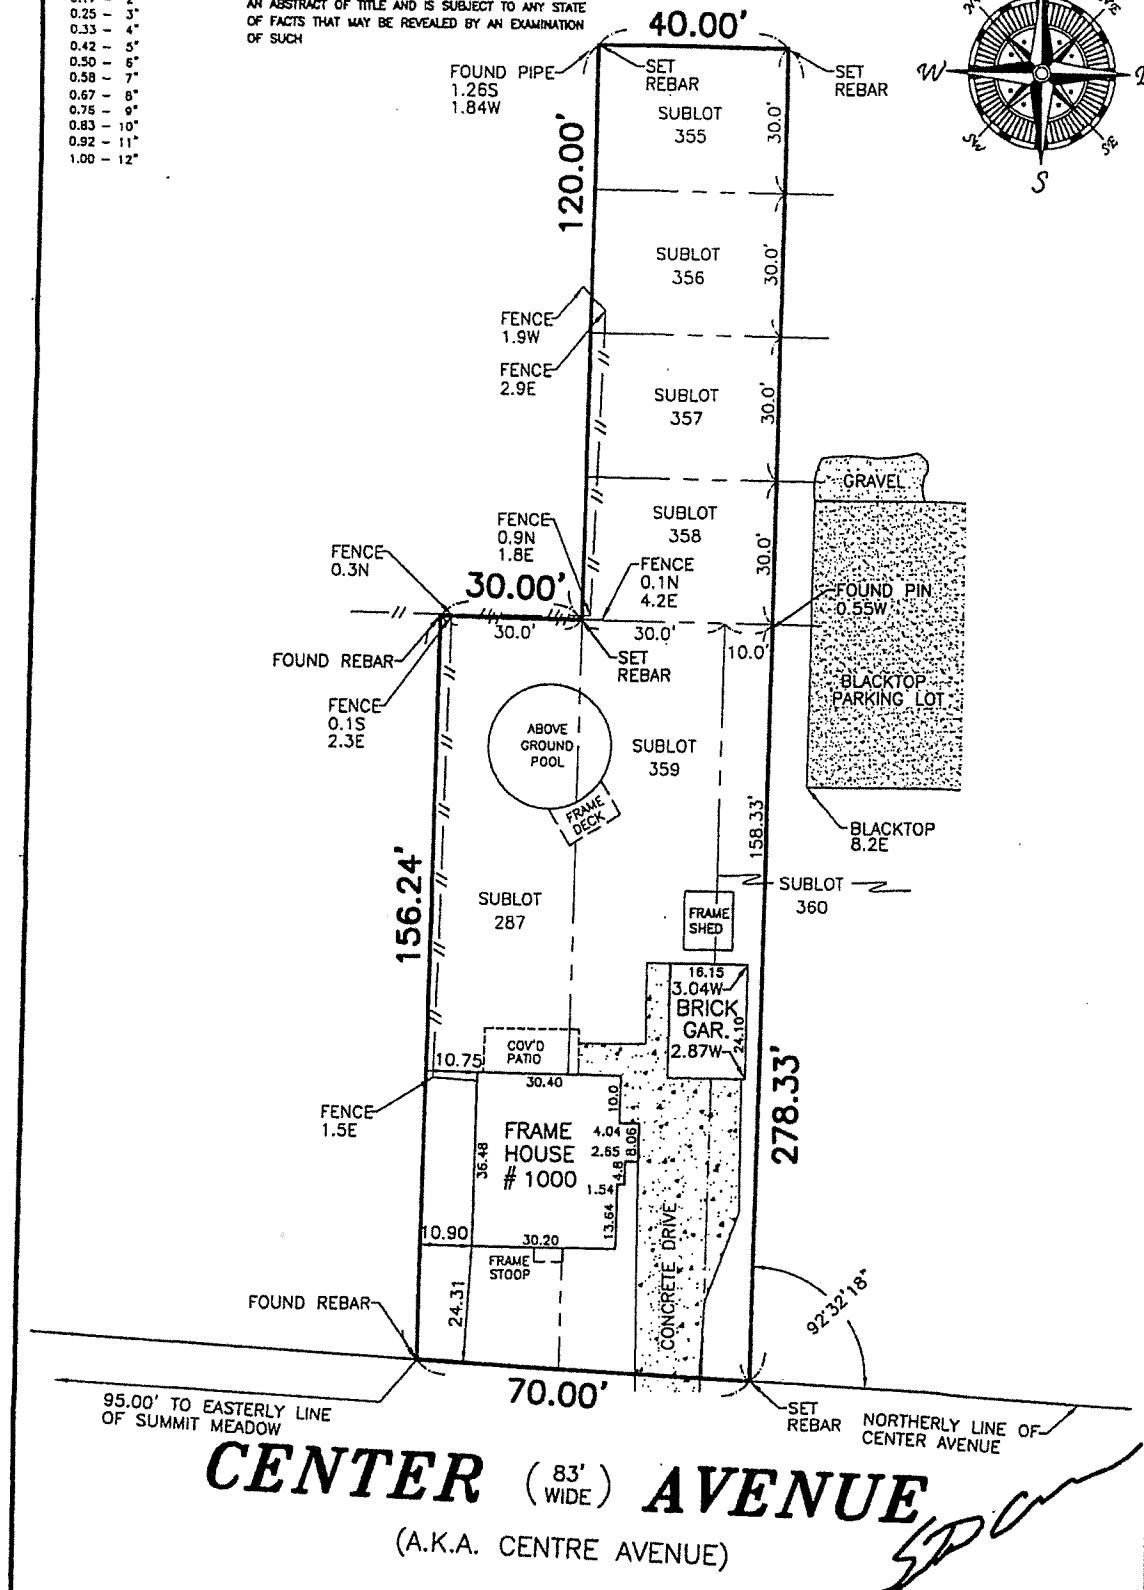 0.25 - 3"
0.33 - 4"
0.42 - 5"
0.50 - 6"
0.58 - 7"
0.67 - 8"
0.75 - 9"
0.83 - 10"
0.92 - 11"
1.00 - 12"
AN ABSTRACT OF TITLE AND IS SUBJECT TO ANY STATE
OF FACTS THAT MAY BE REVEALED BY AN EXAMINATION
OF SUCH
40.00'
FOUND PIPE
1.26S
1.84W
SET
REBAR
SET
REBAR
W
SW
S
SE
SUBLOT
355
30.0'
120.00'
SUBLOT
356
30.0'
FENCE
1.9W
FENCE
2.9E
SUBLOT
357
30.0'
GRAVEL
SUBLOT
358
30.0'
FENCE
0.9N
1.8E
FENCE
0.3N
FENCE
0.1N
4.2E
30.00'
FOUND PIN
0.55W
30.0'
30.0'
10.0'
FOUND REBAR
SET
REBAR
BLACKTOP
PARKING LOT
FENCE
0.1S
2.3E
ABOVE
GROUND
POOL
SUBLOT
359
FRAME
DECK
158.33'
BLACKTOP
8.2E
156.24'
SUBLOT
287
SUBLOT
360
FRAME
SHED
16.15
3.04W
BRICK
GAR.
2.87W
24.10
COV'D
PATIO
10.75
30.40
10.0
278.33'
FENCE
1.5E
FRAME
HOUSE
# 1000
36.48
4.04
8.06
2.65
4.8
1.54
13.64
10.90
30.20
FRAME
STOOP
CONCRETE DRIVE
24.31
FOUND REBAR
92°32'18"
70.00'
95.00' TO EASTERLY LINE
OF SUMMIT MEADOW
SET
REBAR
NORTHERLY LINE OF
CENTER AVENUE
CENTER (83' WIDE) AVENUE
(A.K.A. CENTRE AVENUE)